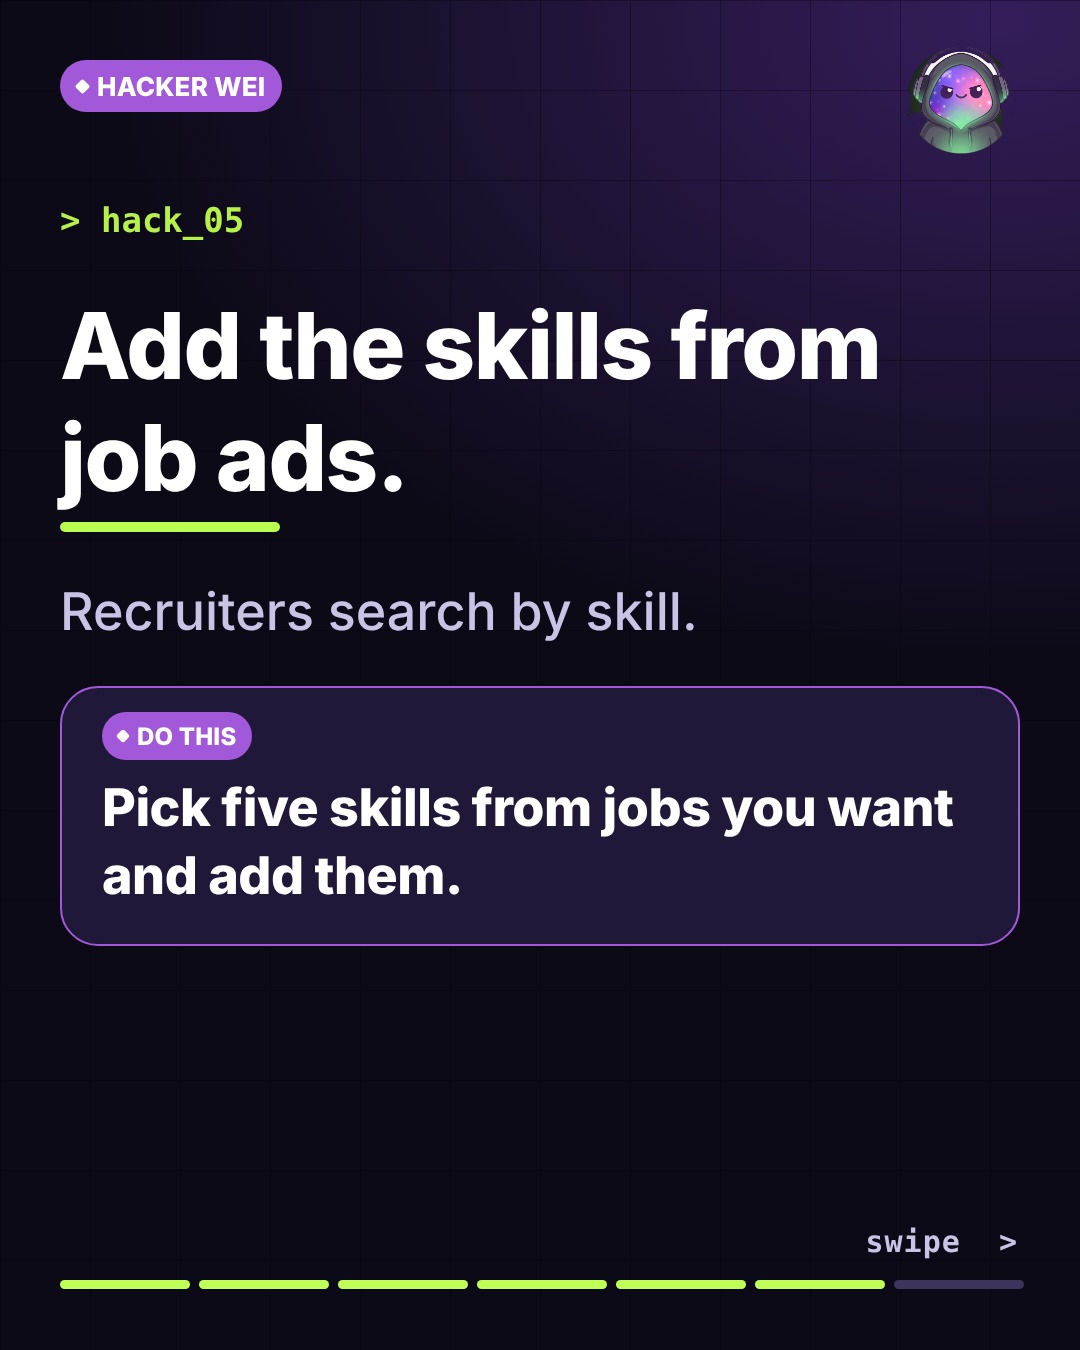 HACKER WEI
> hack_05
Add the skills from
job ads.
Recruiters search by skill.
DO THIS
Pick five skills from jobs you want
and add them.
swipe >